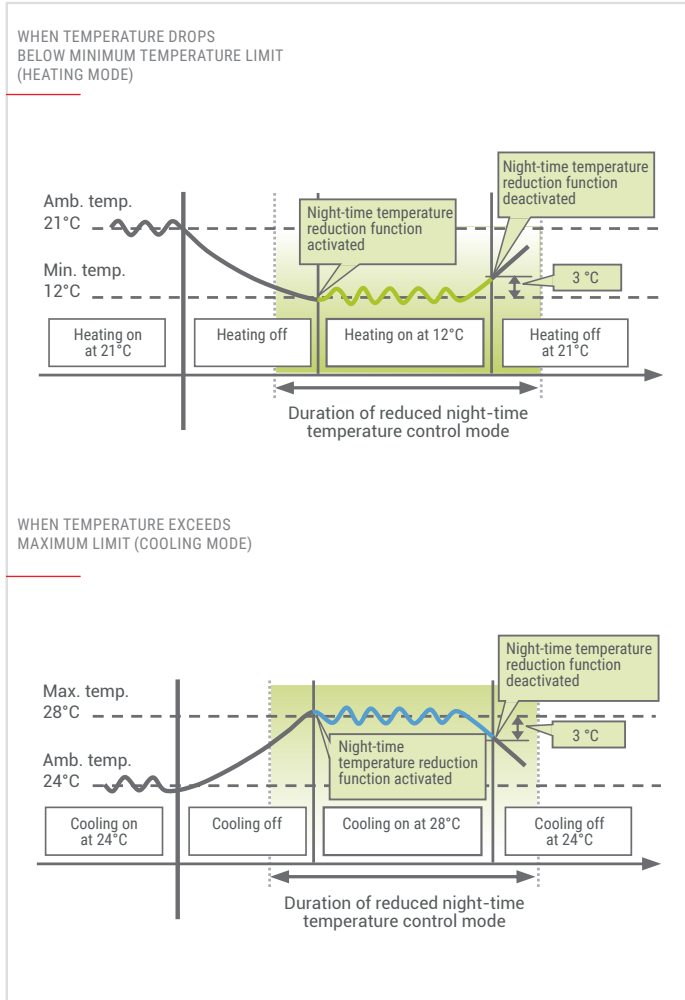 WHEN TEMPERATURE DROPS
BELOW MINIMUM TEMPERATURE LIMIT
(HEATING MODE)
Night-time temperature
reduction function
deactivated
Amb. temp.
21°C
Night-time temperature
reduction function
activated
Min. temp.
12°C
3 °C
Heating on
at 21°C
Heating off
Heating on at 12°C
Heating off
at 21°C
Duration of reduced night-time
temperature control mode
WHEN TEMPERATURE EXCEEDS
MAXIMUM LIMIT (COOLING MODE)
Night-time temperature
reduction function
deactivated
Max. temp.
28°C
3 °C
Night-time
temperature reduction
function activated
Amb. temp.
24°C
Cooling on
at 24°C
Cooling off
Cooling on at 28°C
Cooling off
at 24°C
Duration of reduced night-time
temperature control mode